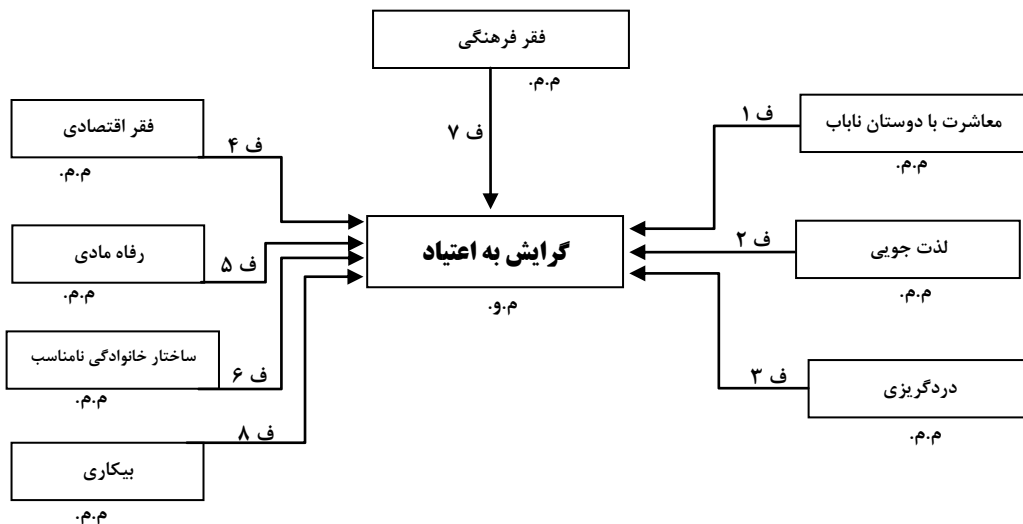 فقر فرهنگی
م.م.
ف ۷
معاشرت با دوستان ناباب
م.م.
ف ۱
لذت جویی
م.م.
ف ۲
دردگریزی
م.م.
ف ۳
گرایش به اعتیاد
م.و.
فقر اقتصادی
م.م.
ف ۴
رفاه مادی
م.م.
ف ۵
ساختار خانوادگی نامناسب
م.م.
ف ۶
بیکاری
م.م.
ف ۸